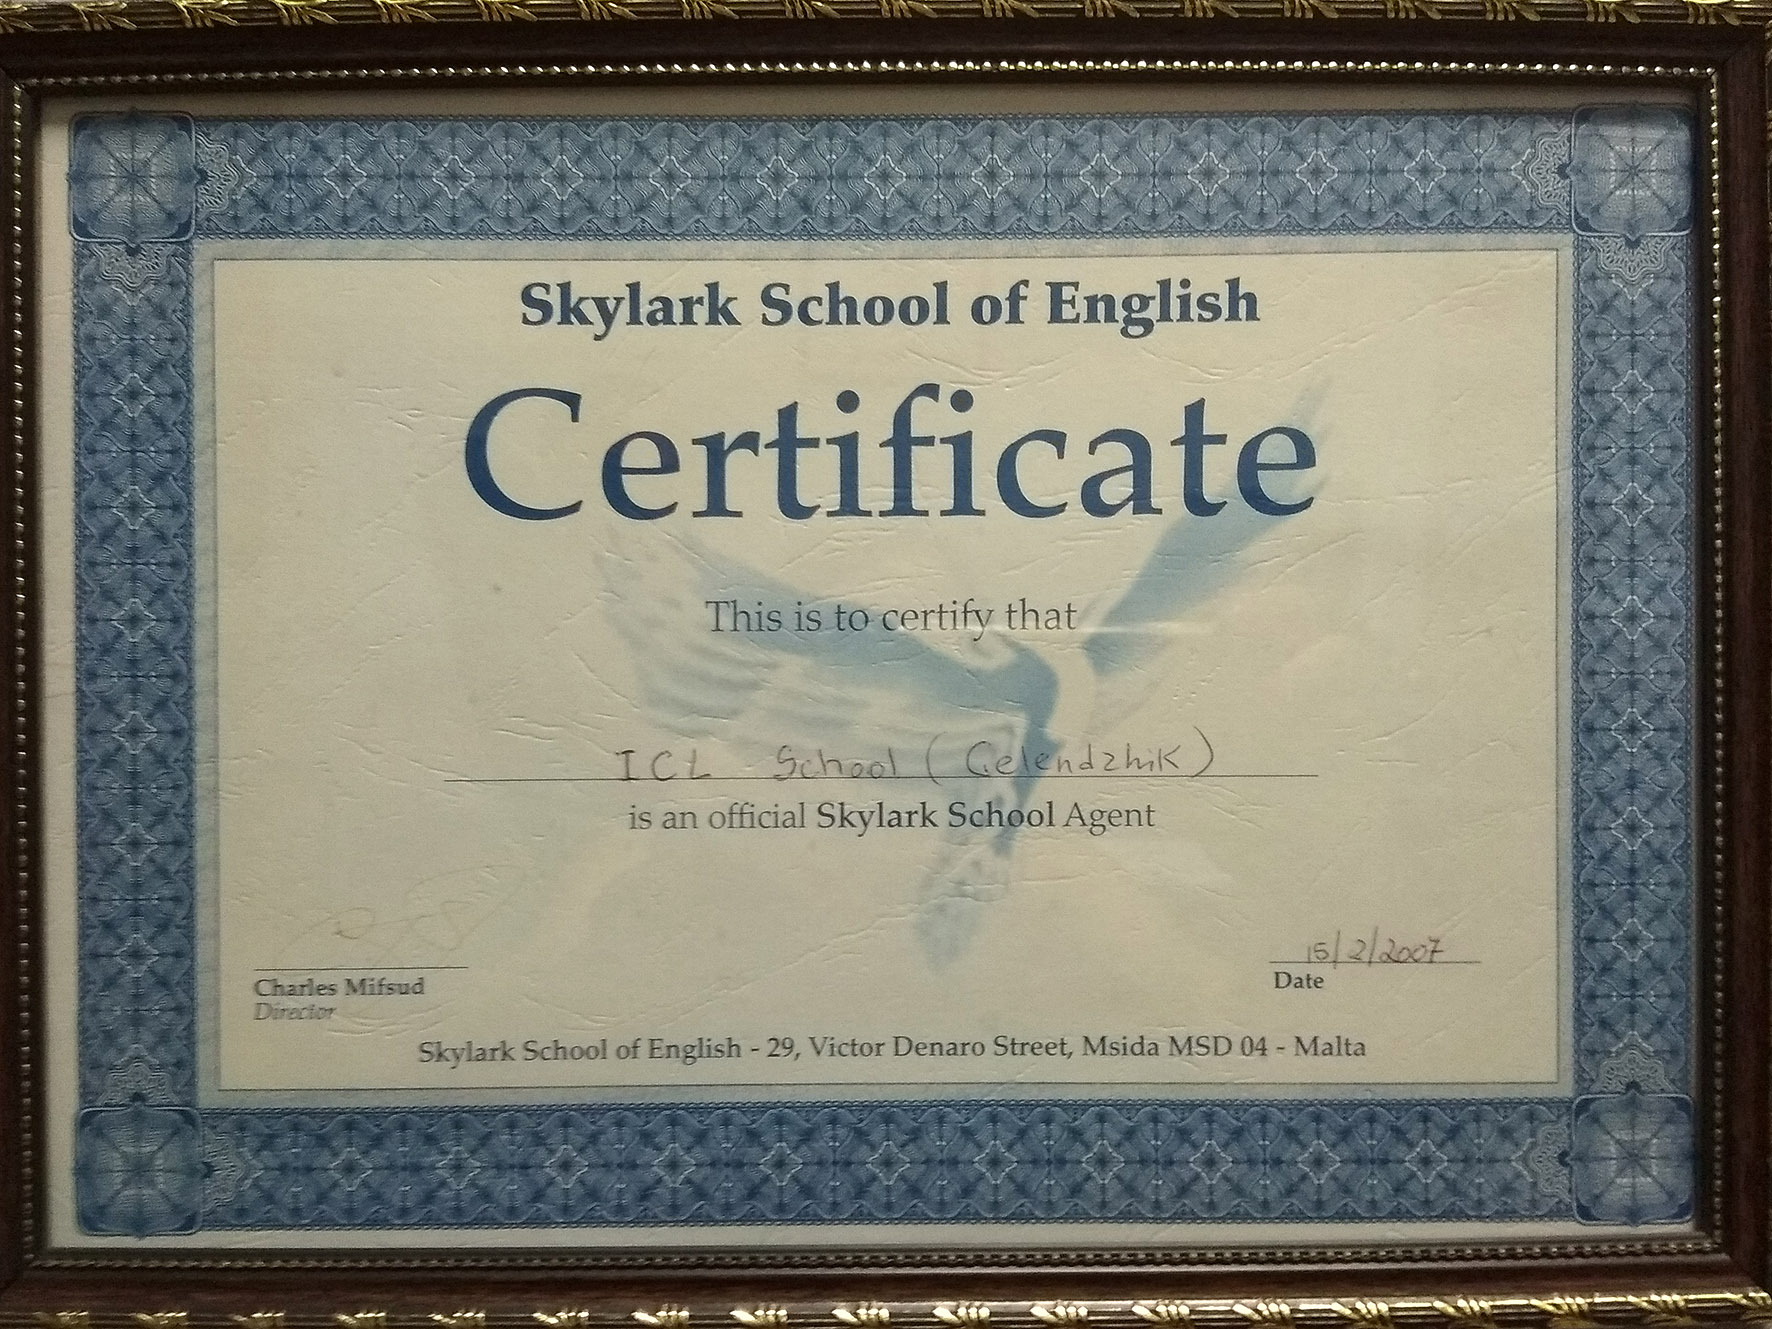 Skylark School of English
Certificate
This is to certify that
ICL School (Gelendzhik)
is an official Skylark School Agent
15/2/2007
Charles Mifsud
Date
Director
Skylark School of English - 29, Victor Denaro Street, Msida MSD 04 - Malta